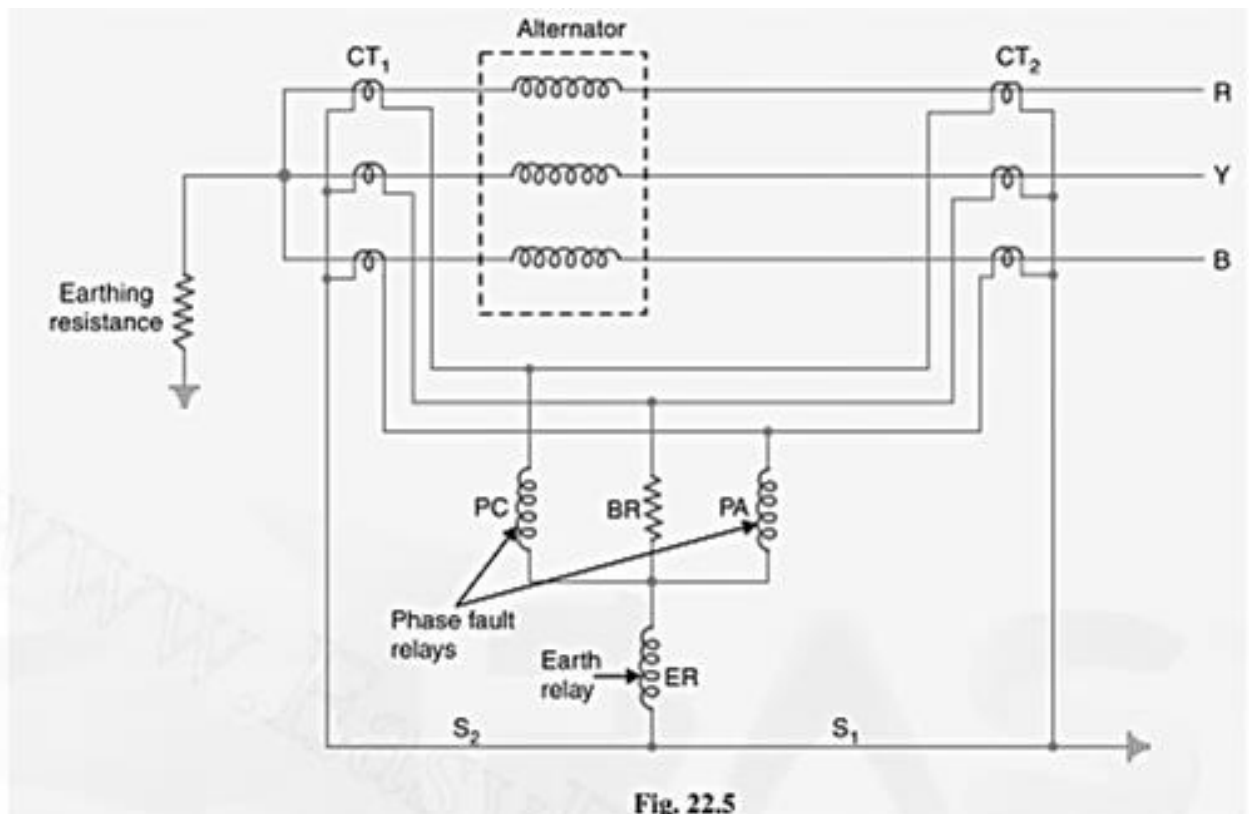 Alternator
CT1
CT2
R
Y
B
Earthing
resistance
PC
BR
PA
Phase fault
relays
Earth
relay
ER
S2
S1
Fig. 22.5